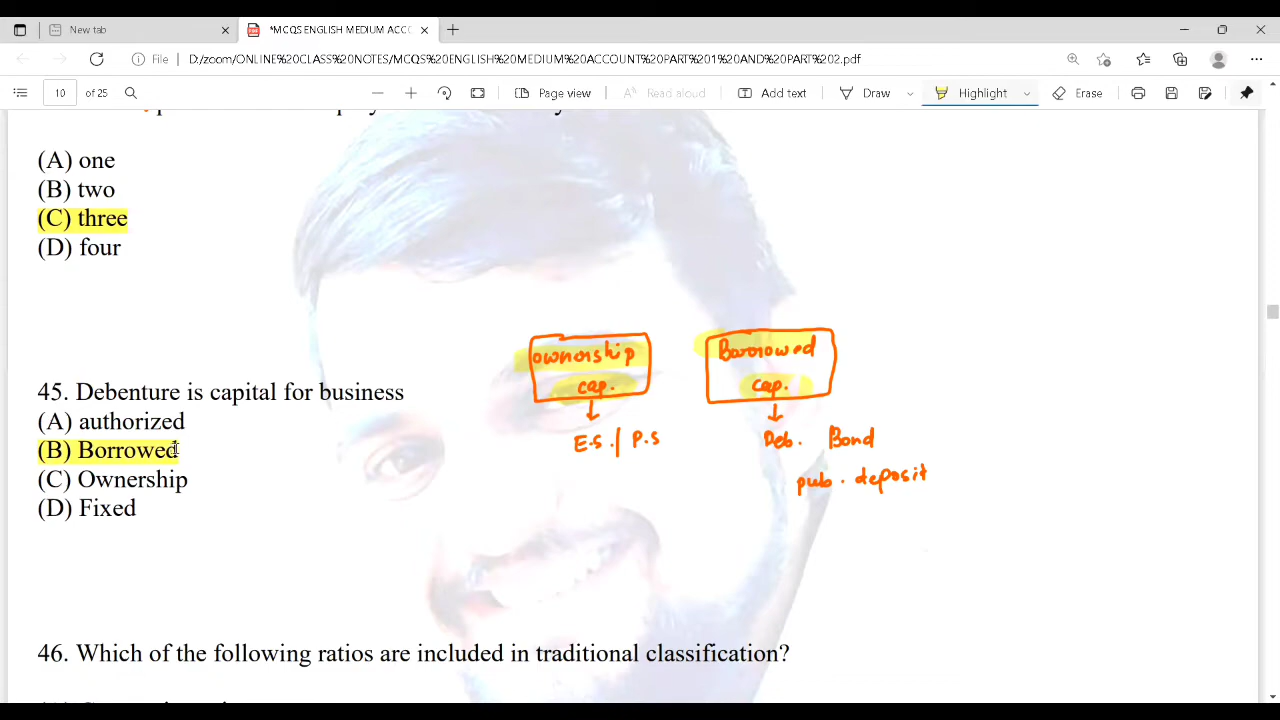 New tab
*MCQS ENGLISH MEDIUM ACCC
File D:/zoom/ONLINE%20CLASS%20NOTES/MCQS%20ENGLISH%20MEDIUM%20ACCOUNT%20PART%201%20AND%20PART%202.pdf
10 of 25 Page view Read aloud Add text Draw Highlight Erase
(A) one
(B) two
(C) three
(D) four
ownership cap.
E.S. / P.S
Borrowed cap.
Deb. Bond
pub. deposit
45. Debenture is capital for business
(A) authorized
(B) Borrowed
(C) Ownership
(D) Fixed
46. Which of the following ratios are included in traditional classification?